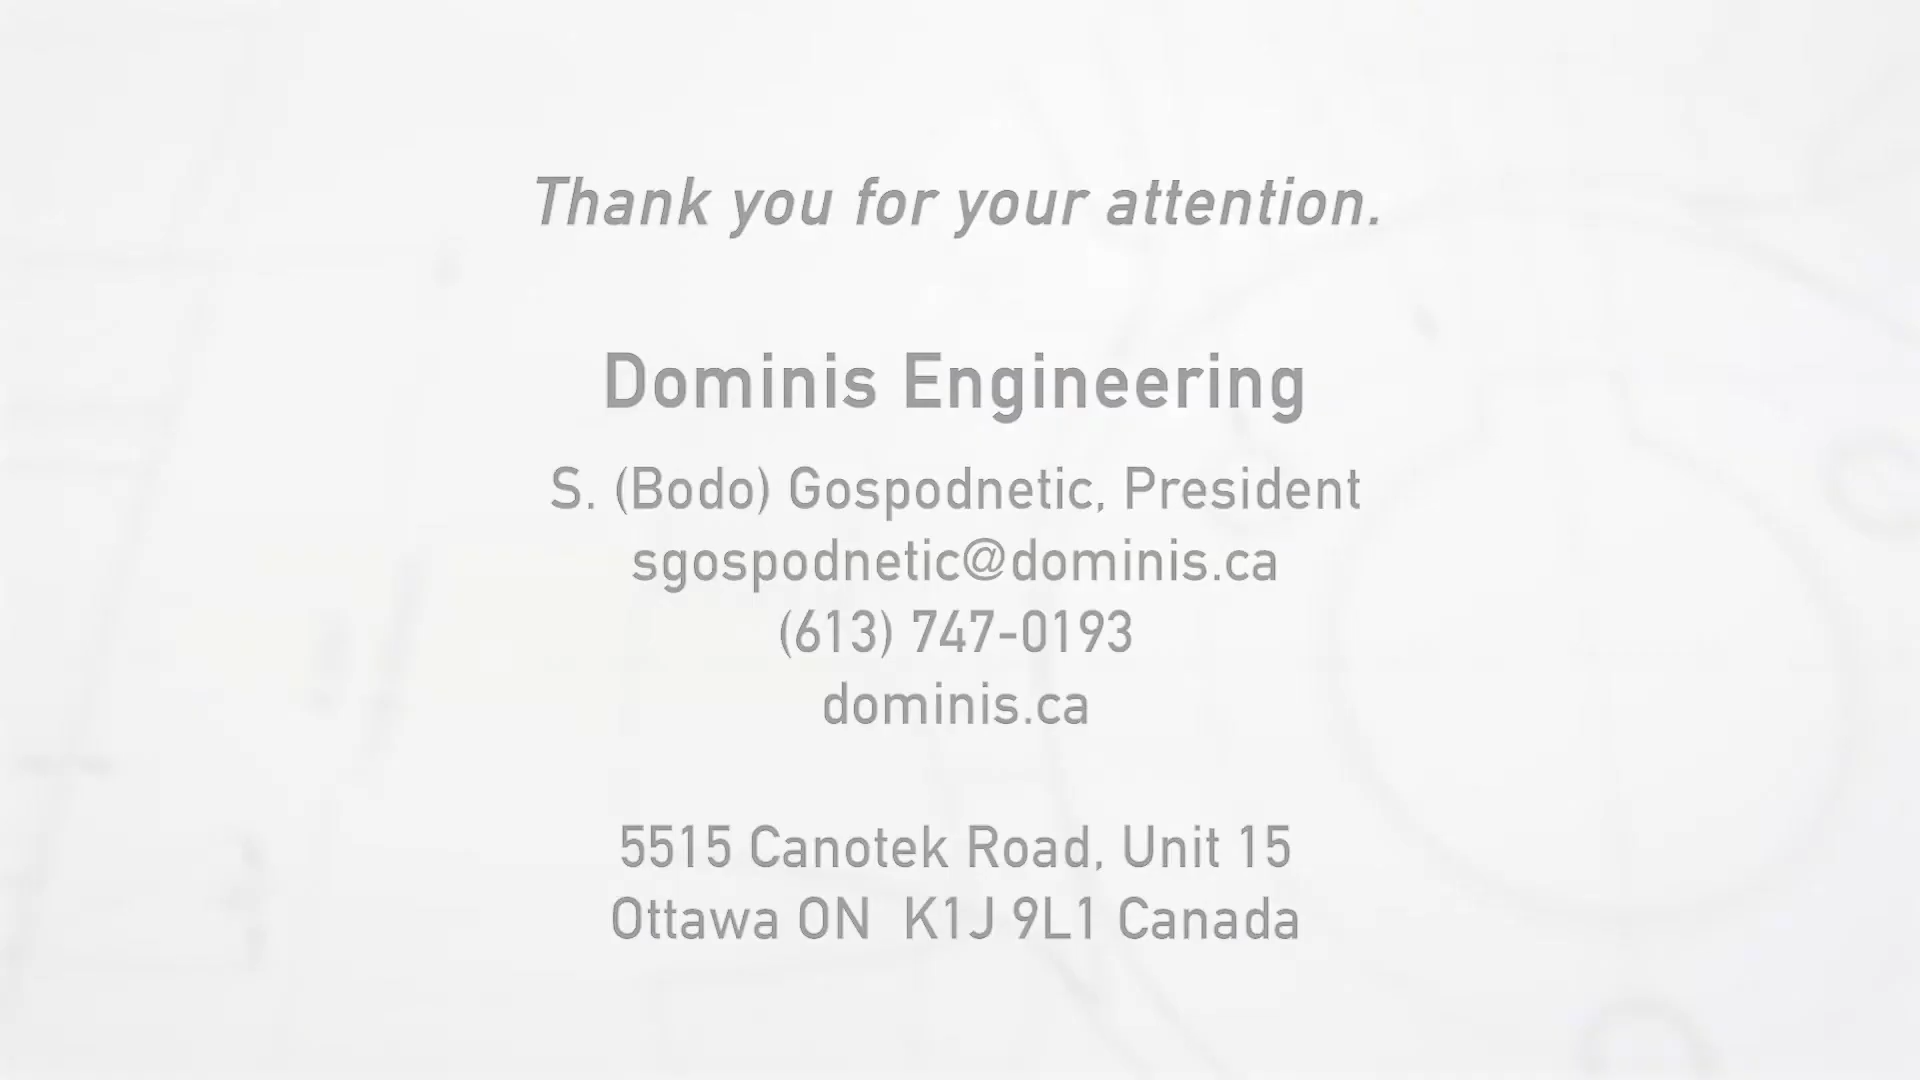 Thank you for your attention.
Dominis Engineering
S. (Bodo) Gospodnetic, President
sgospodnetic@dominis.ca
(613) 747-0193
dominis.ca
5515 Canotek Road, Unit 15
Ottawa ON  K1J 9L1 Canada